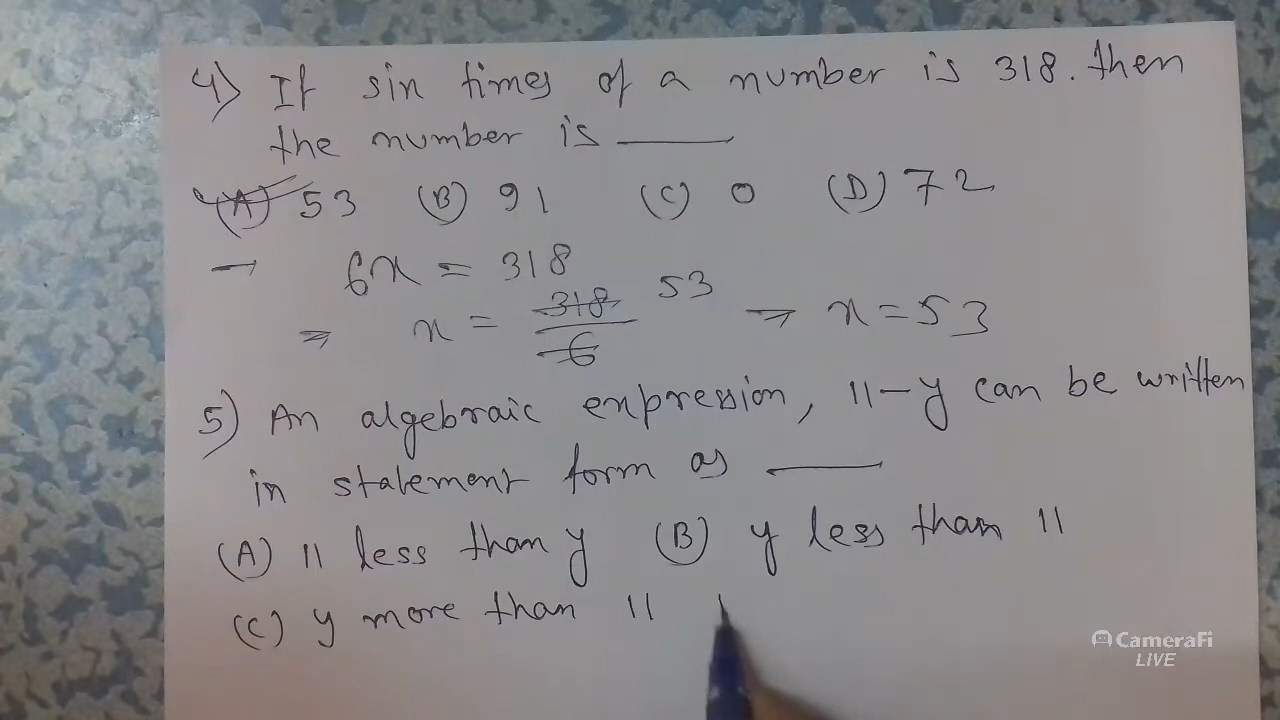 4) If six times of a number is 318. then
the number is ____
(A) 53 (B) 91 (C) 0 (D) 72
→ 6x = 318
⇒ x = 318/6 53 ⇒ x = 53
5) An algebraic expression, 11-y can be written
in statement form as ____
(A) 11 less than y (B) y less than 11
(C) y more than 11
CameraFi
LIVE